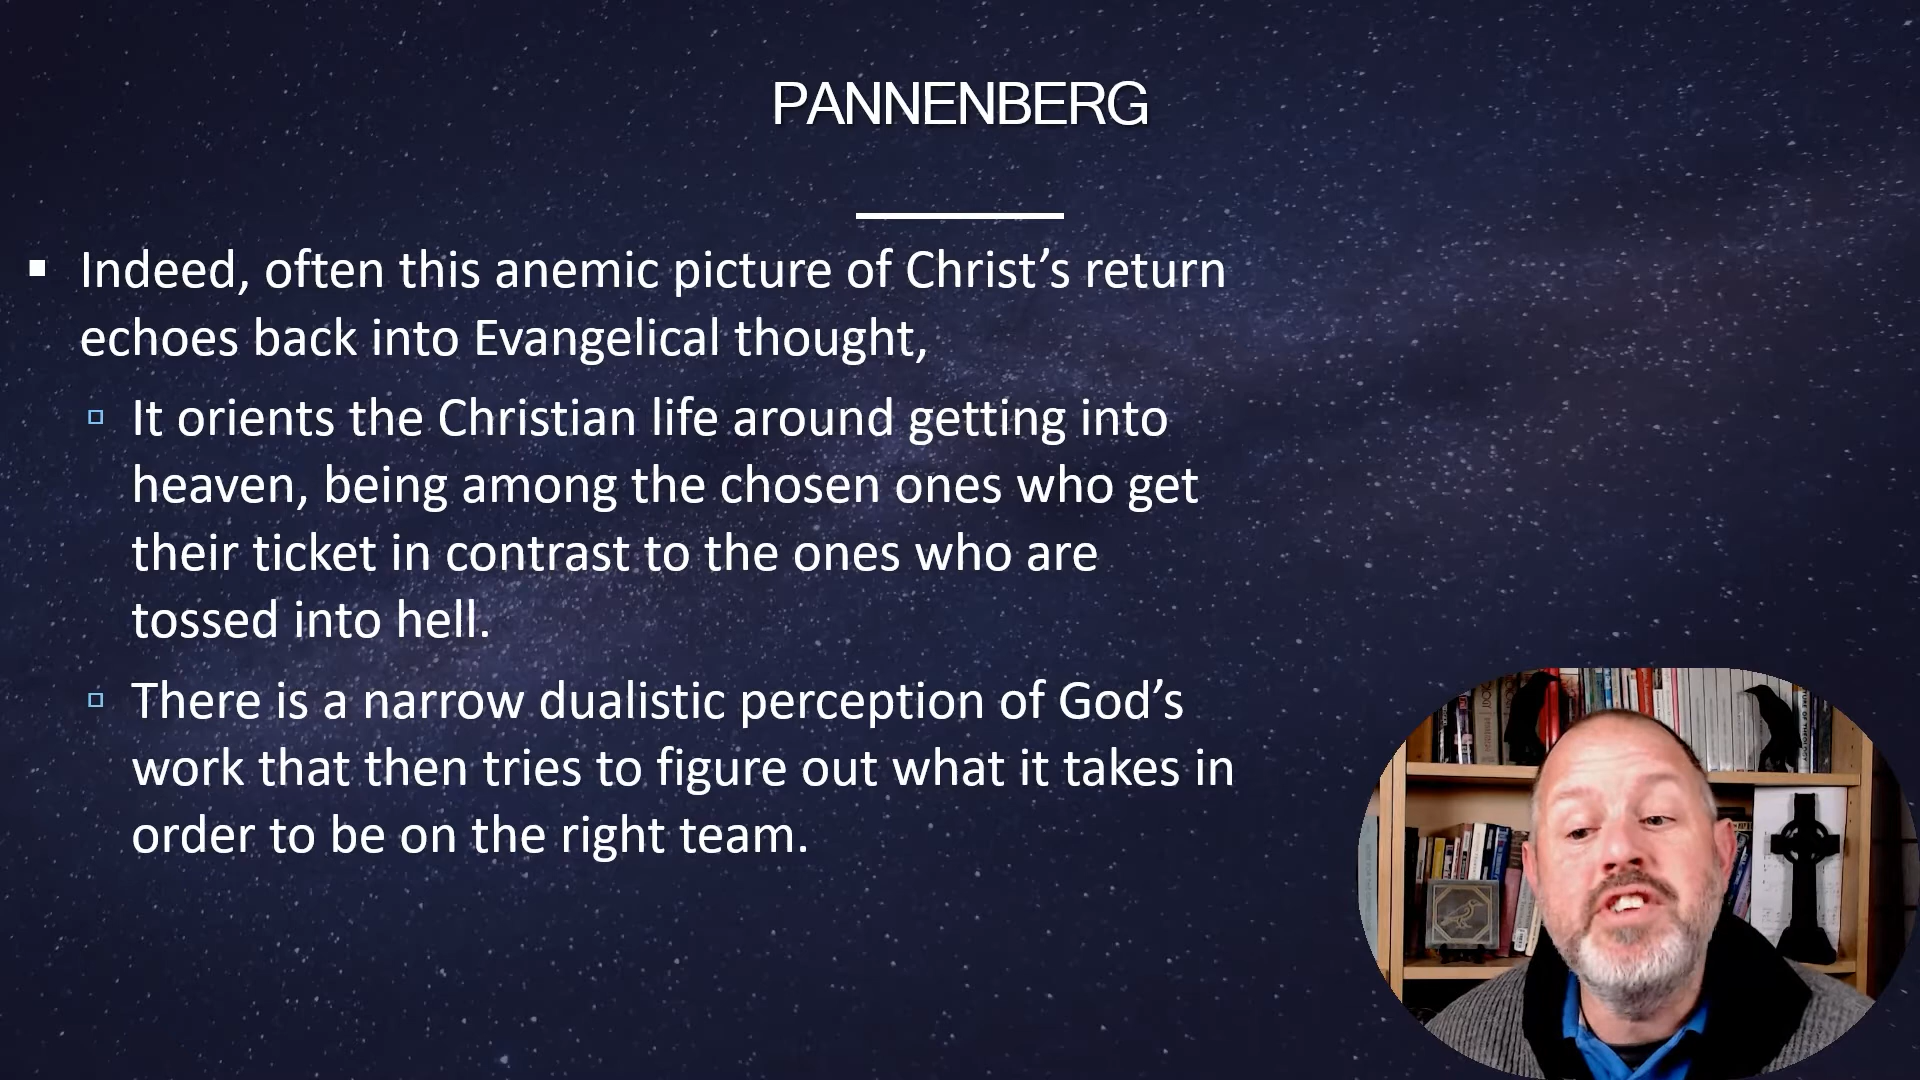 PANNENBERG
Indeed, often this anemic picture of Christ’s return
echoes back into Evangelical thought,
It orients the Christian life around getting into
heaven, being among the chosen ones who get
their ticket in contrast to the ones who are
tossed into hell.
There is a narrow dualistic perception of God’s
work that then tries to figure out what it takes in
order to be on the right team.